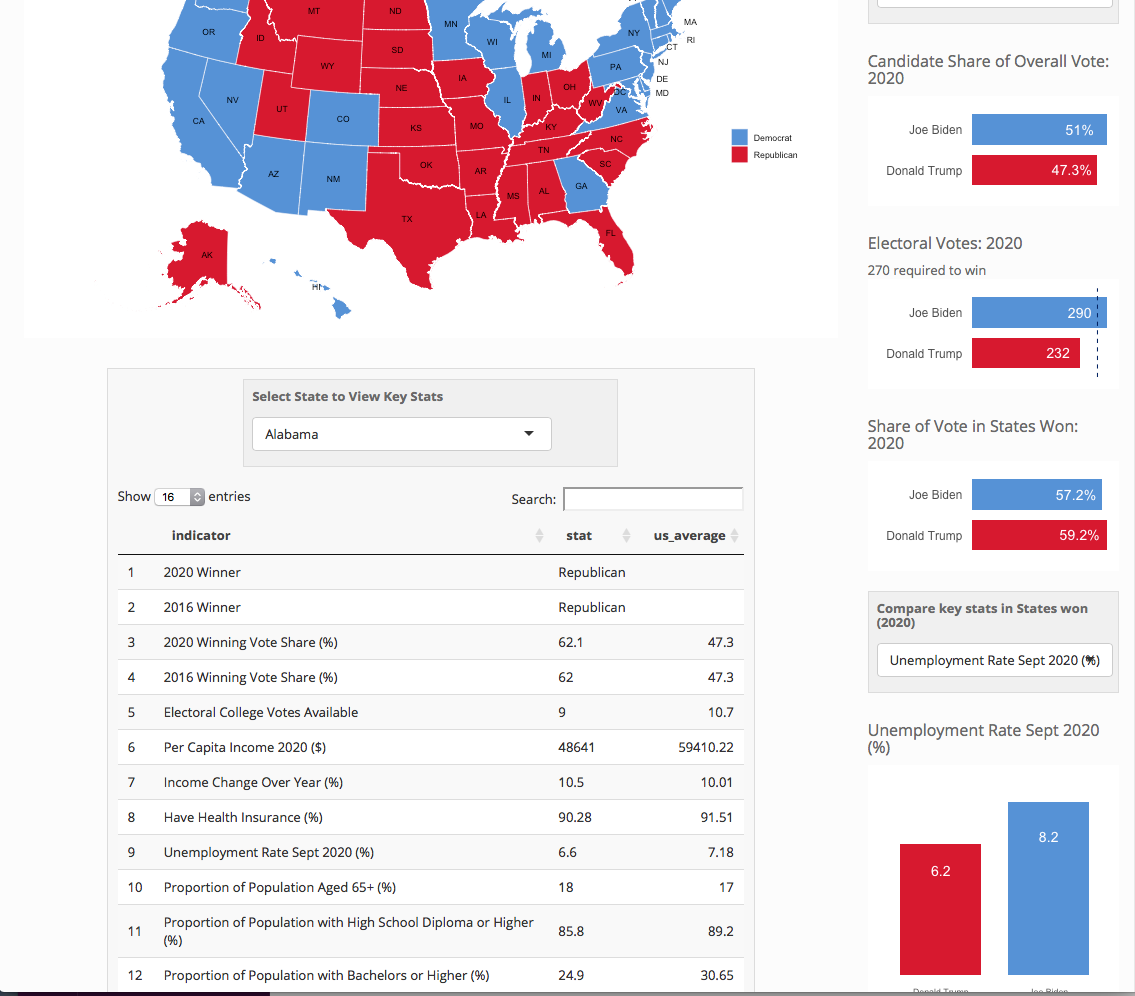 MT
ND
MN
OR
ID
SD
WI
NY
MA
RI
CT
WY
MI
PA
NJ
IA
NE
DE
MD
NV
UT
IL
IN
OH
WV
DC
VA
CA
CO
KS
MO
KY
NC
TN
AZ
NM
OK
AR
SC
MS
AL
GA
TX
LA
FL
AK
HI
Democrat
Republican
Select State to View Key Stats
Alabama
Show 16 entries
Search:
indicator stat us_average
1 2020 Winner Republican
2 2016 Winner Republican
3 2020 Winning Vote Share (%) 62.1 47.3
4 2016 Winning Vote Share (%) 62 47.3
5 Electoral College Votes Available 9 10.7
6 Per Capita Income 2020 ($) 48641 59410.22
7 Income Change Over Year (%) 10.5 10.01
8 Have Health Insurance (%) 90.28 91.51
9 Unemployment Rate Sept 2020 (%) 6.6 7.18
10 Proportion of Population Aged 65+ (%) 18 17
11 Proportion of Population with High School Diploma or Higher
(%) 85.8 89.2
12 Proportion of Population with Bachelors or Higher (%) 24.9 30.65
Candidate Share of Overall Vote:
2020
Joe Biden 51%
Donald Trump 47.3%
Electoral Votes: 2020
270 required to win
Joe Biden 290
Donald Trump 232
Share of Vote in States Won:
2020
Joe Biden 57.2%
Donald Trump 59.2%
Compare key stats in States won
(2020)
Unemployment Rate Sept 2020 (%)
Unemployment Rate Sept 2020
(%)
8.2
6.2
Donald Trump Joe Biden